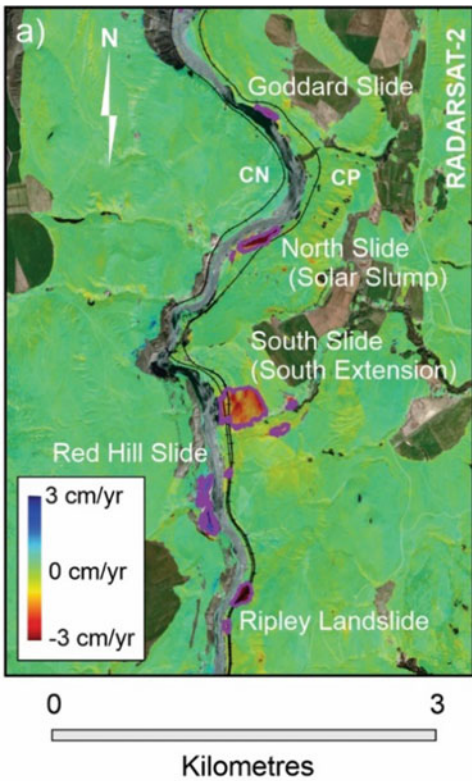 a)
N
RADARSAT-2
Goddard Slide
CN
CP
North Slide
(Solar Slump)
South Slide
(South Extension)
Red Hill Slide
3 cm/yr
0 cm/yr
-3 cm/yr
Ripley Landslide
0
3
Kilometres